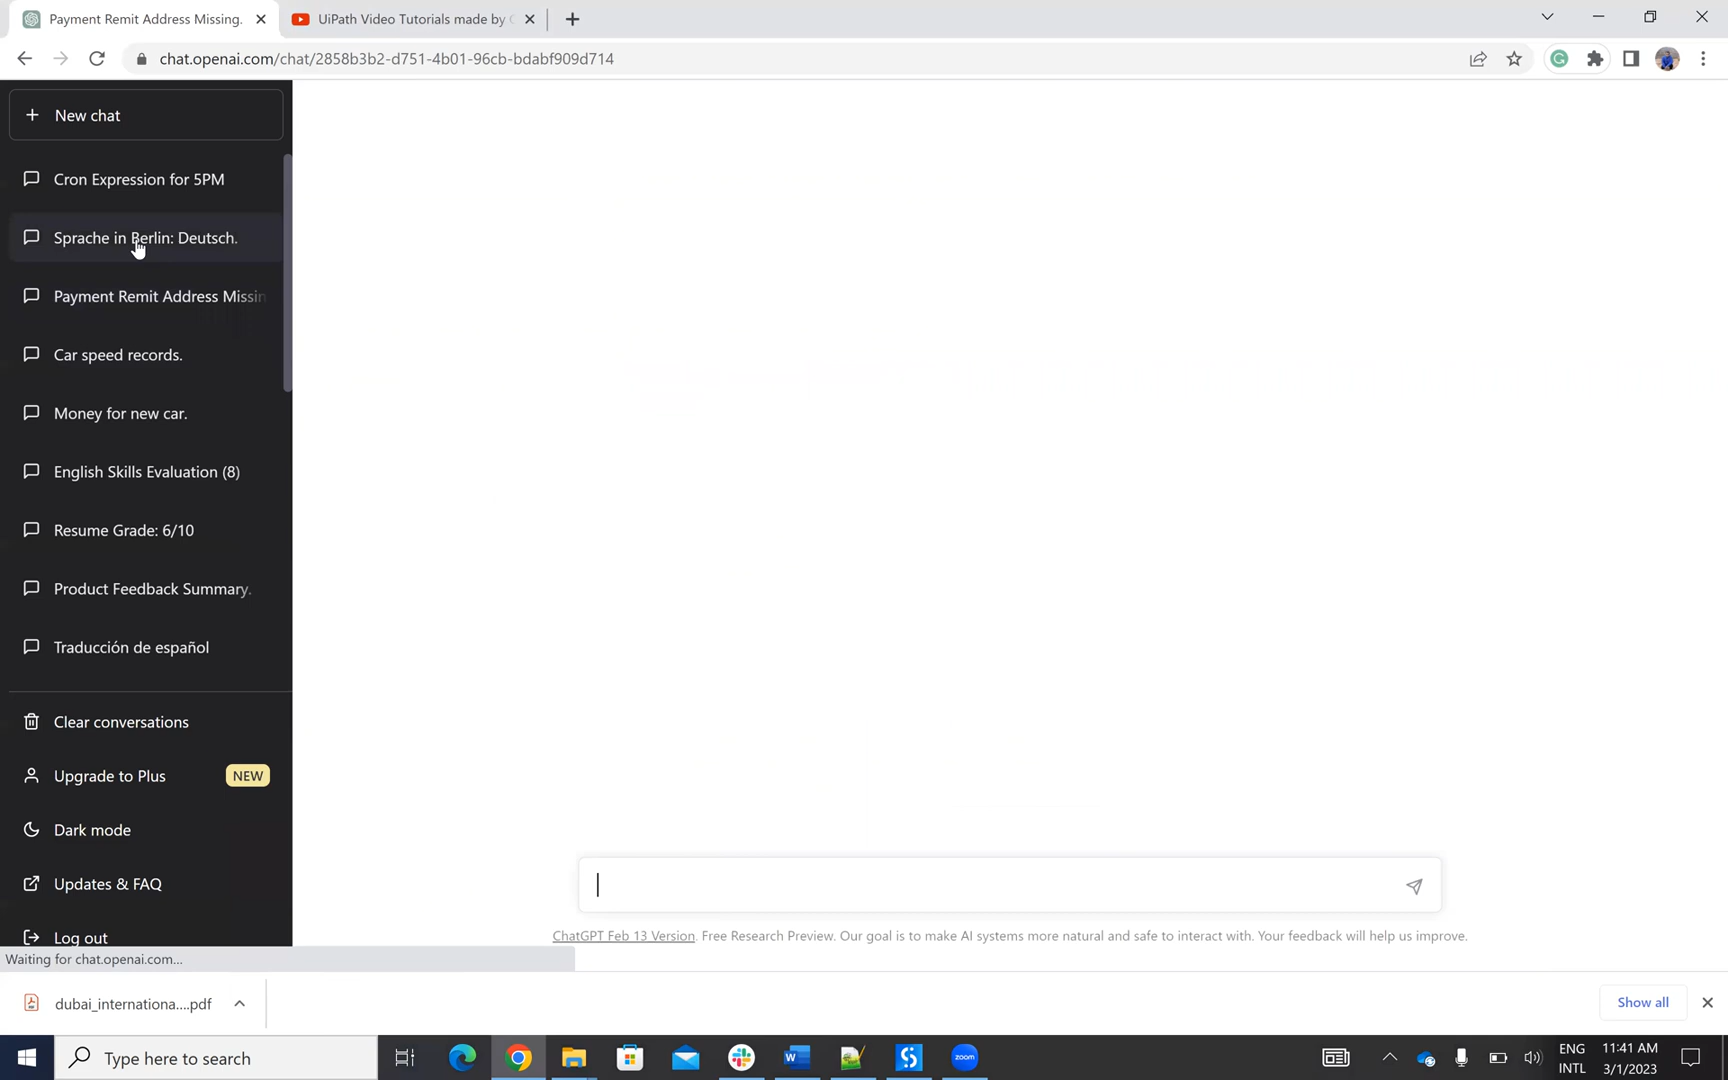 Payment Remit Address Missing.
UiPath Video Tutorials made by
chat.openai.com/chat/2858b3b2-d751-4b01-96cb-bdabf909d714
New chat
Cron Expression for 5PM
Sprache in Berlin: Deutsch.
Payment Remit Address Missin
Car speed records.
Money for new car.
English Skills Evaluation (8)
Resume Grade: 6/10
Product Feedback Summary.
Traducción de español
Clear conversations
Upgrade to Plus NEW
Dark mode
Updates & FAQ
Log out
ChatGPT Feb 13 Version. Free Research Preview. Our goal is to make AI systems more natural and safe to interact with. Your feedback will help us improve.
Waiting for chat.openai.com...
dubai_internationa....pdf
Show all
Type here to search
zoom
ENG
INTL
11:41 AM
3/1/2023